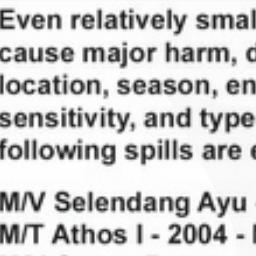 Even relatively smal
cause major harm, d
location, season, en
sensitivity, and type
following spills are e
M/V Selendang Ayu -
M/T Athos I - 2004 -